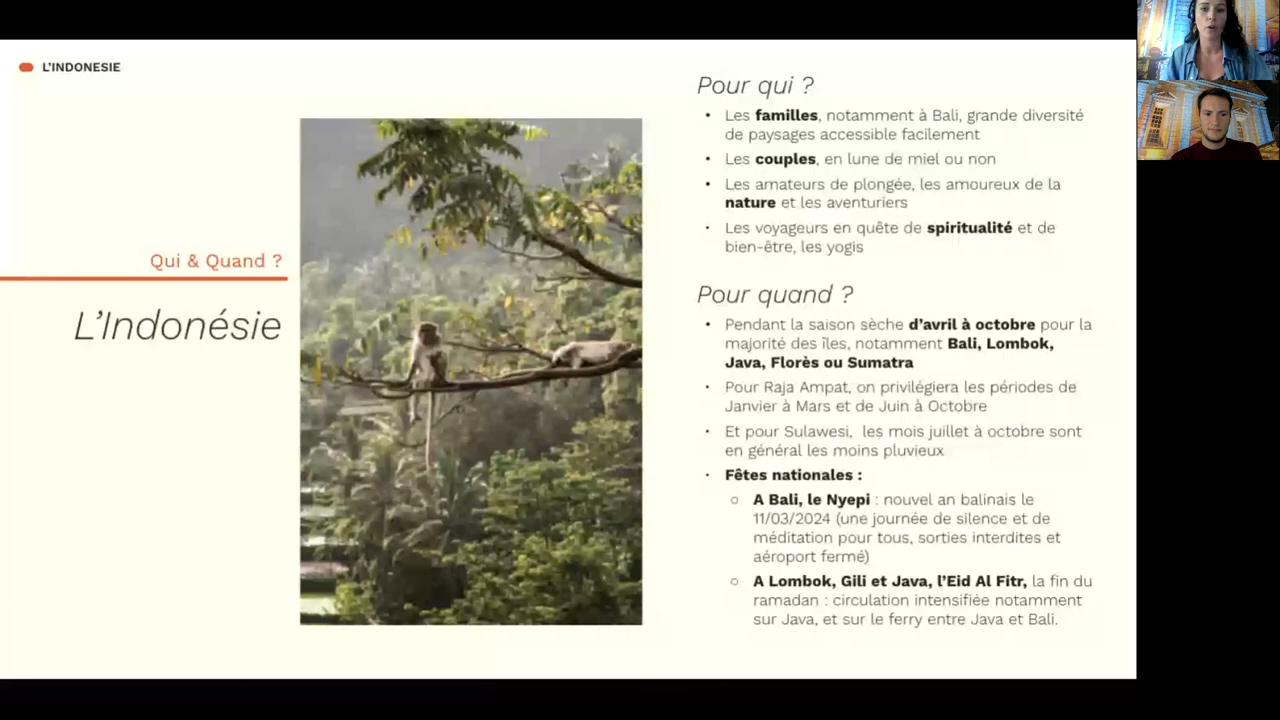 L'INDONESIE
Qui & Quand ?
L'Indonésie
Pour qui ?
• Les familles, notamment à Bali, grande diversité
de paysages accessible facilement
• Les couples, en lune de miel ou non
• Les amateurs de plongée, les amoureux de la
nature et les aventuriers
• Les voyageurs en quête de spiritualité et de
bien-être, les yogis
Pour quand ?
• Pendant la saison sèche d'avril à octobre pour la
majorité des îles, notamment Bali, Lombok,
Java, Florès ou Sumatra
• Pour Raja Ampat, on privilégiera les périodes de
Janvier à Mars et de Juin à Octobre
• Et pour Sulawesi, les mois juillet à octobre sont
en général les moins pluvieux
• Fêtes nationales :
○ A Bali, le Nyepi : nouvel an balinais le
11/03/2024 (une journée de silence et de
méditation pour tous, sorties interdites et
aéroport fermé)
○ A Lombok, Gili et Java, l'Eid Al Fitr, la fin du
ramadan : circulation intensifiée notamment
sur Java, et sur le ferry entre Java et Bali.